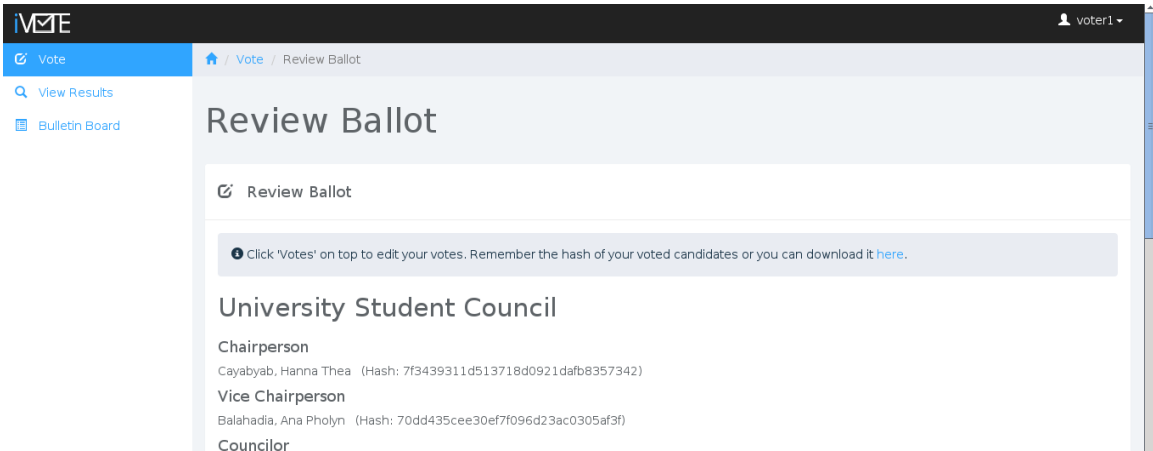 iVOTE
voter1
Vote
View Results
Bulletin Board
/ Vote / Review Ballot
Review Ballot
Review Ballot
Click 'Votes' on top to edit your votes. Remember the hash of your voted candidates or you can download it here.
University Student Council
Chairperson
Cayabyab, Hanna Thea (Hash: 7f3439311d513718d0921dafb8357342)
Vice Chairperson
Balahadia, Ana Pholyn (Hash: 70dd435cee30ef7f096d23ac0305af3f)
Councilor